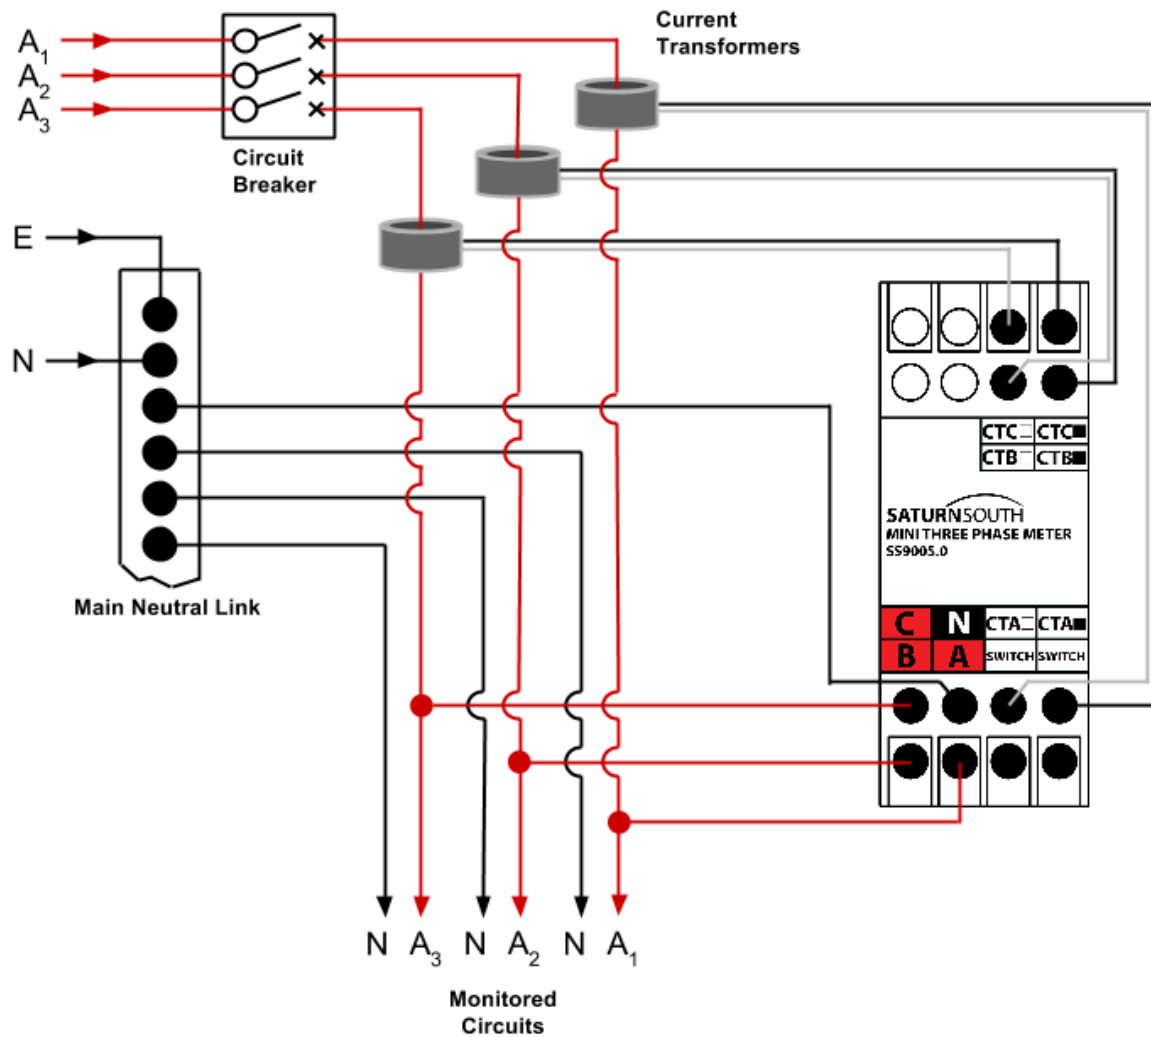 Current
Transformers
A1
A2
A3
Circuit
Breaker
E
N
Main Neutral Link
CTC CTC
CTB CTB
SATURNSOUTH
MINI THREE PHASE METER
SS9005.0
C N CTA CTA
B A SWITCH SWITCH
N A3 N A2 N A1
Monitored
Circuits